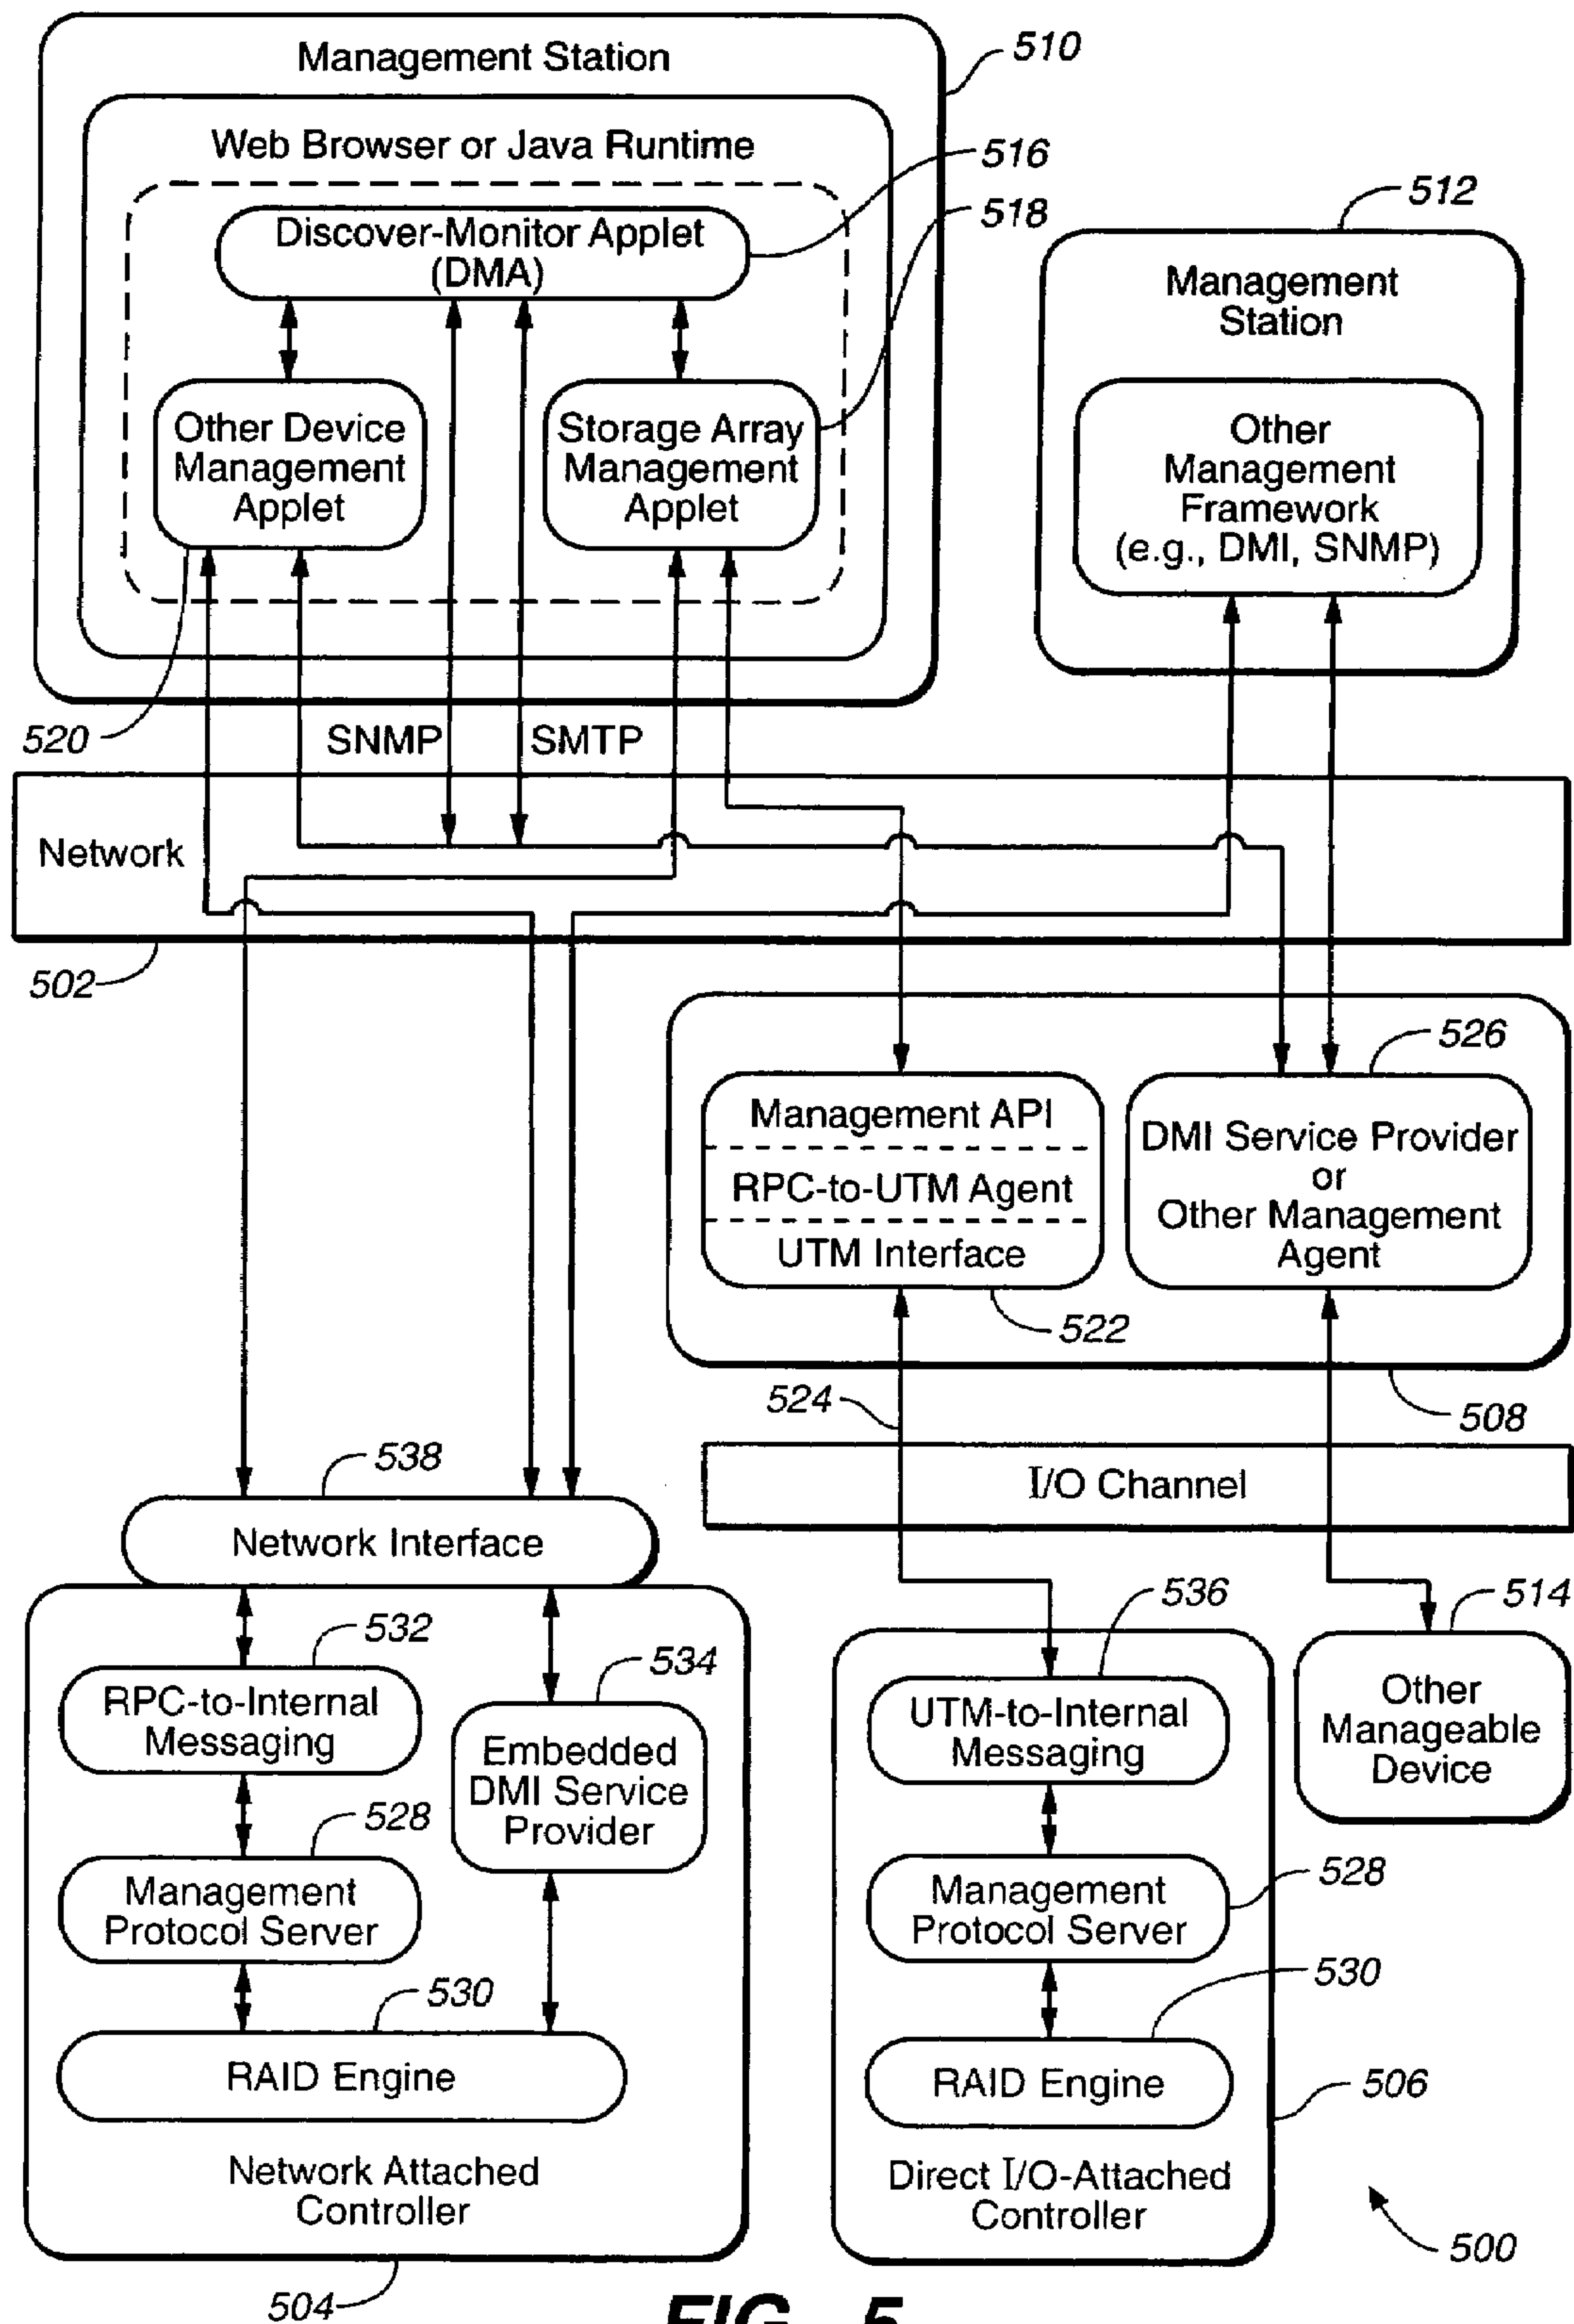 Management Station
510
Web Browser or Java Runtime
516
Discover-Monitor Applet
(DMA)
518
512
Management
Station
Other Device
Management
Applet
Storage Array
Management
Applet
Other
Management
Framework
(e.g., DMI, SNMP)
520
SNMP
SMTP
Network
502
526
Management API
RPC-to-UTM Agent
UTM Interface
DMI Service Provider
or
Other Management
Agent
522
524
508
538
I/O Channel
Network Interface
536
514
532
534
RPC-to-Internal
Messaging
UTM-to-Internal
Messaging
Other
Manageable
Device
Embedded
DMI Service
Provider
528
528
Management
Protocol Server
Management
Protocol Server
530
530
RAID Engine
RAID Engine
506
Network Attached
Controller
Direct I/O-Attached
Controller
500
504
FIG._5